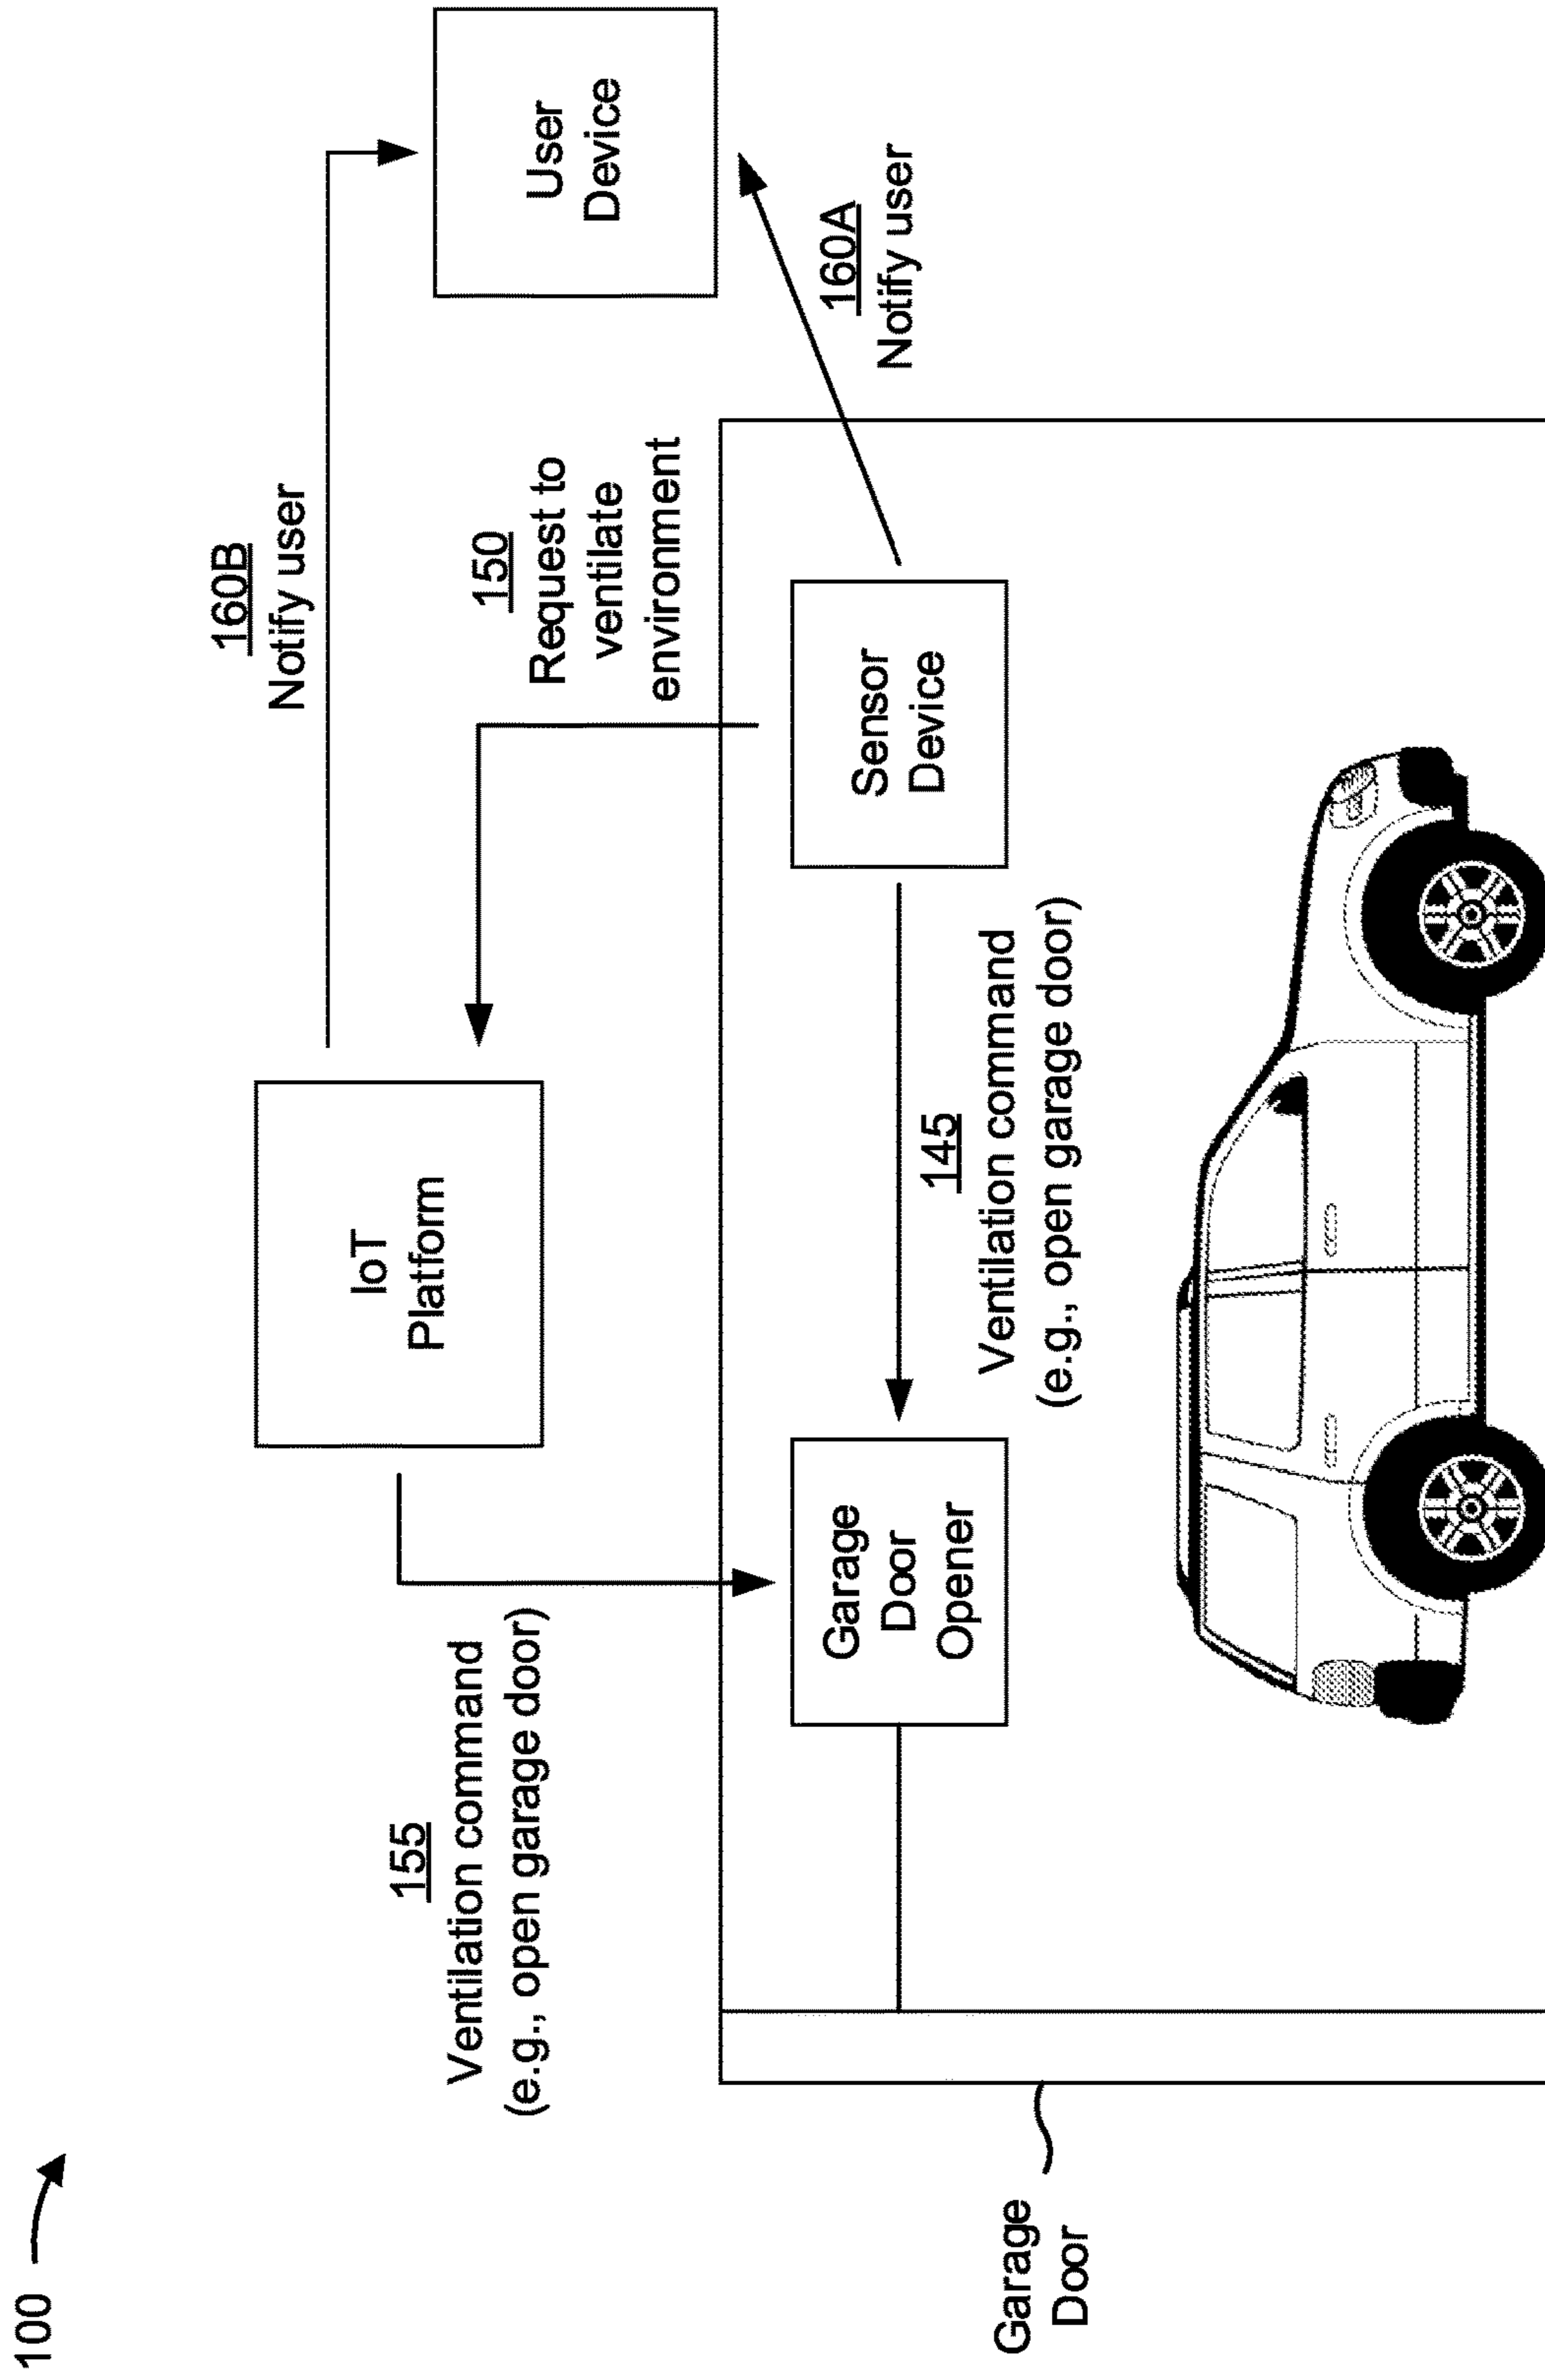 100
160B
Notify user
IoT
Platform
User
Device
155
Ventilation command
(e.g., open garage door)
150
Request to
ventilate
environment
160A
Notify user
Garage
Door
Opener
Sensor
Device
145
Ventilation command
(e.g., open garage door)
Garage
Door